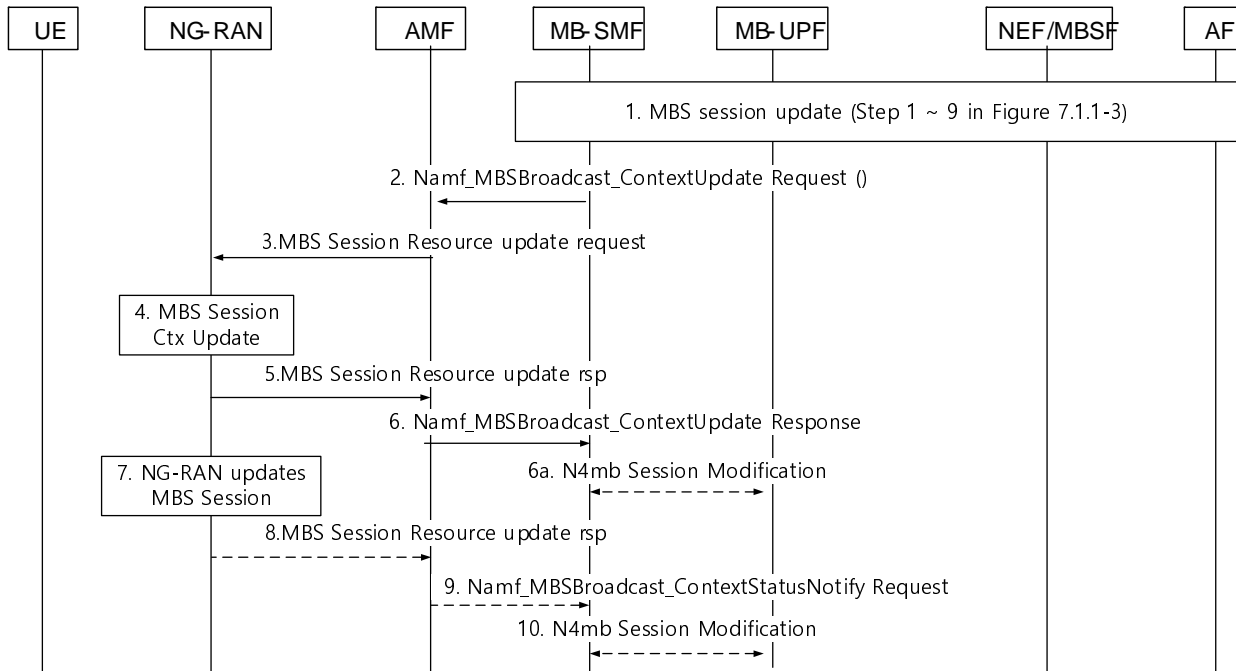 UE
NG-RAN
AMF
MB-SMF
MB-UPF
NEF/MBSF
AF
1. MBS session update (Step 1 ~ 9 in Figure 7.1.1-3)
2. Namf_MBSBroadcast_ContextUpdate Request ()
3.MBS Session Resource update request
4. MBS Session
Ctx Update
5.MBS Session Resource update rsp
6. Namf_MBSBroadcast_ContextUpdate Response
7. NG-RAN updates
MBS Session
6a. N4mb Session Modification
8.MBS Session Resource update rsp
9. Namf_MBSBroadcast_ContextStatusNotify Request
10. N4mb Session Modification